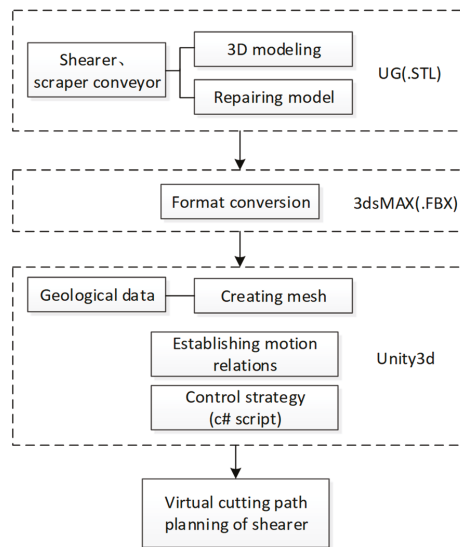 Shearer、
scraper conveyor
3D modeling
Repairing model
UG(.STL)
Format conversion
3dsMAX(.FBX)
Geological data
Creating mesh
Establishing motion
relations
Control strategy
(c# script)
Unity3d
Virtual cutting path
planning of shearer